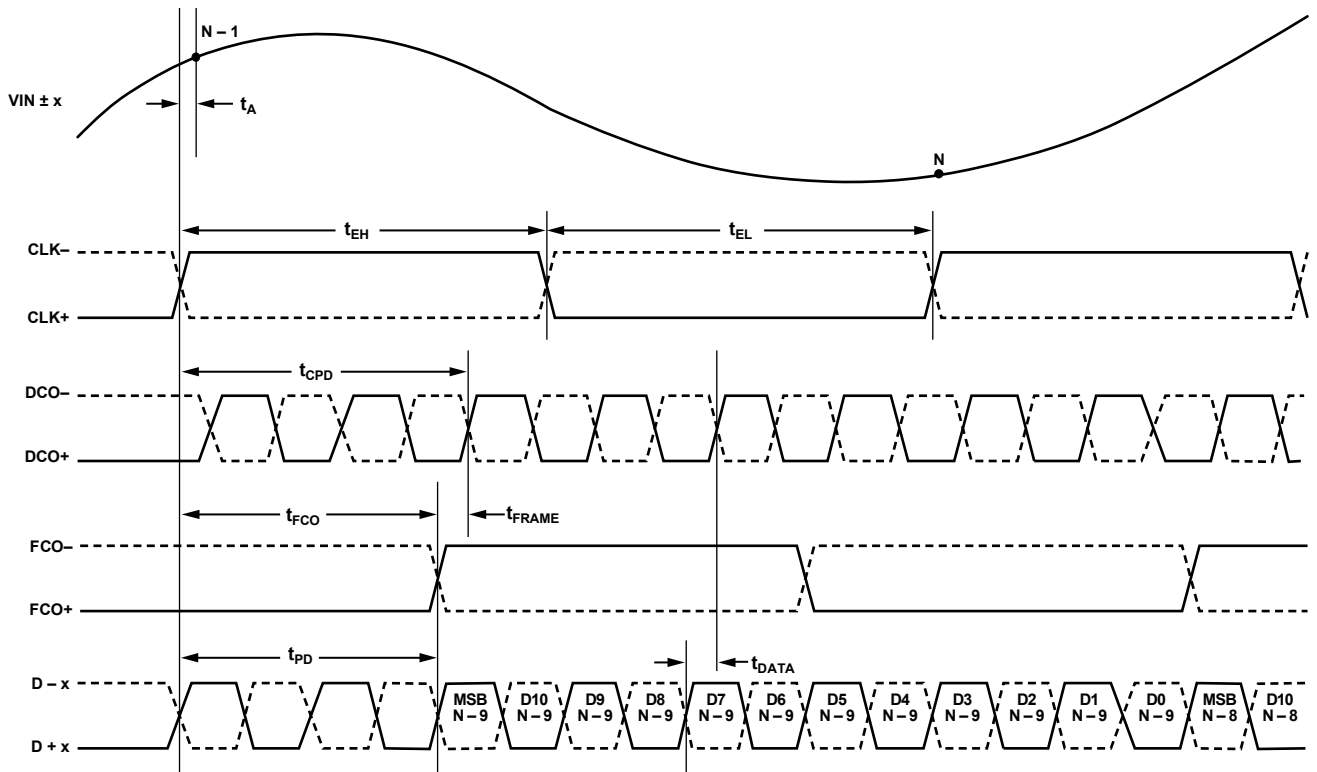 N – 1
VIN ± x
tA
N
tEH
tEL
CLK–
CLK+
tCPD
DCO–
DCO+
tFCO
tFRAME
FCO–
FCO+
tPD
tDATA
D – x
MSB D10 D9 D8 D7 D6 D5 D4 D3 D2 D1 D0 MSB D10
N – 9 N – 9 N – 9 N – 9 N – 9 N – 9 N – 9 N – 9 N – 9 N – 9 N – 9 N – 9 N – 8 N – 8
D + x